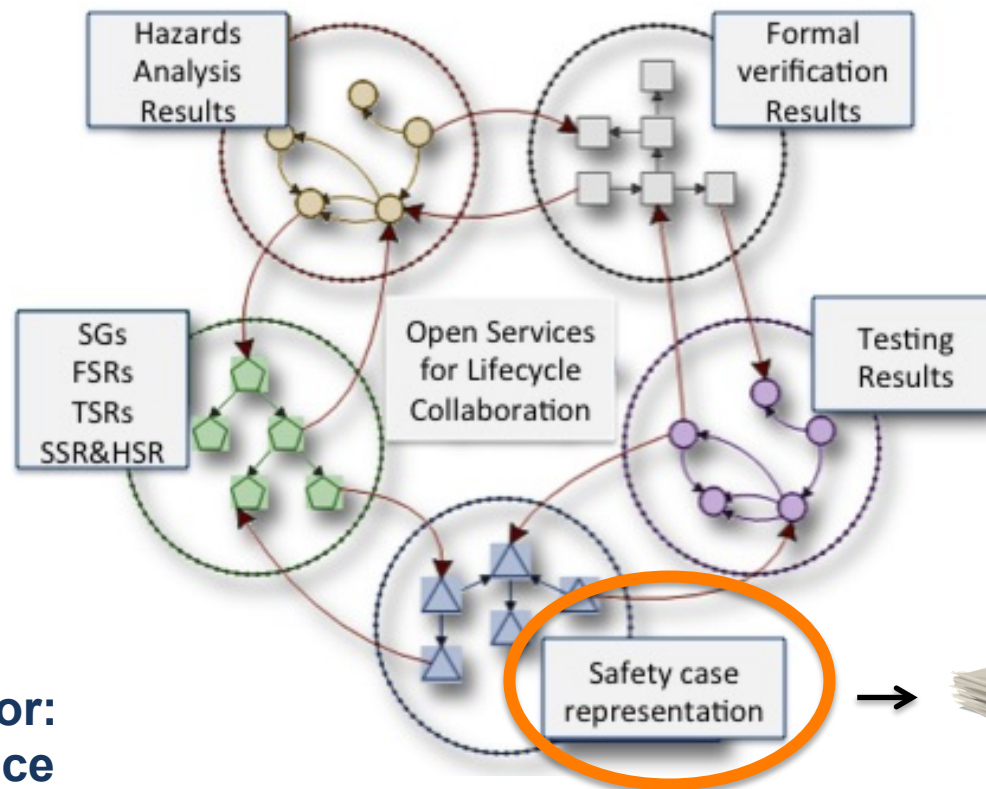 Hazards
Analysis
Results
Formal
verification
Results
SGs
FSRs
TSRs
SSR&HSR
Open Services
for Lifecycle
Collaboration
Testing
Results
Safety case
representation
or:
ce